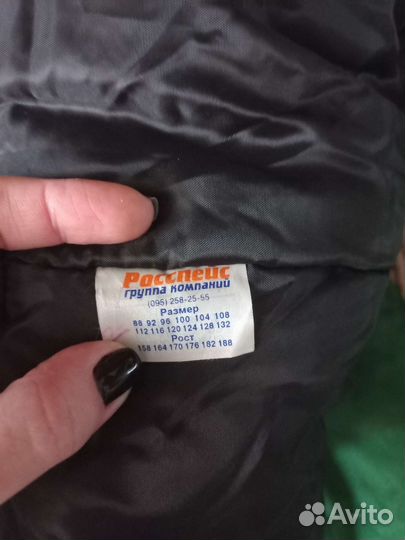 Росспейс
группа компаний
(095) 258-25-55
Размер
88 92 96 100 104 108
112 116 120 124 128 132
Рост
158 164 170 176 182 188
Avito